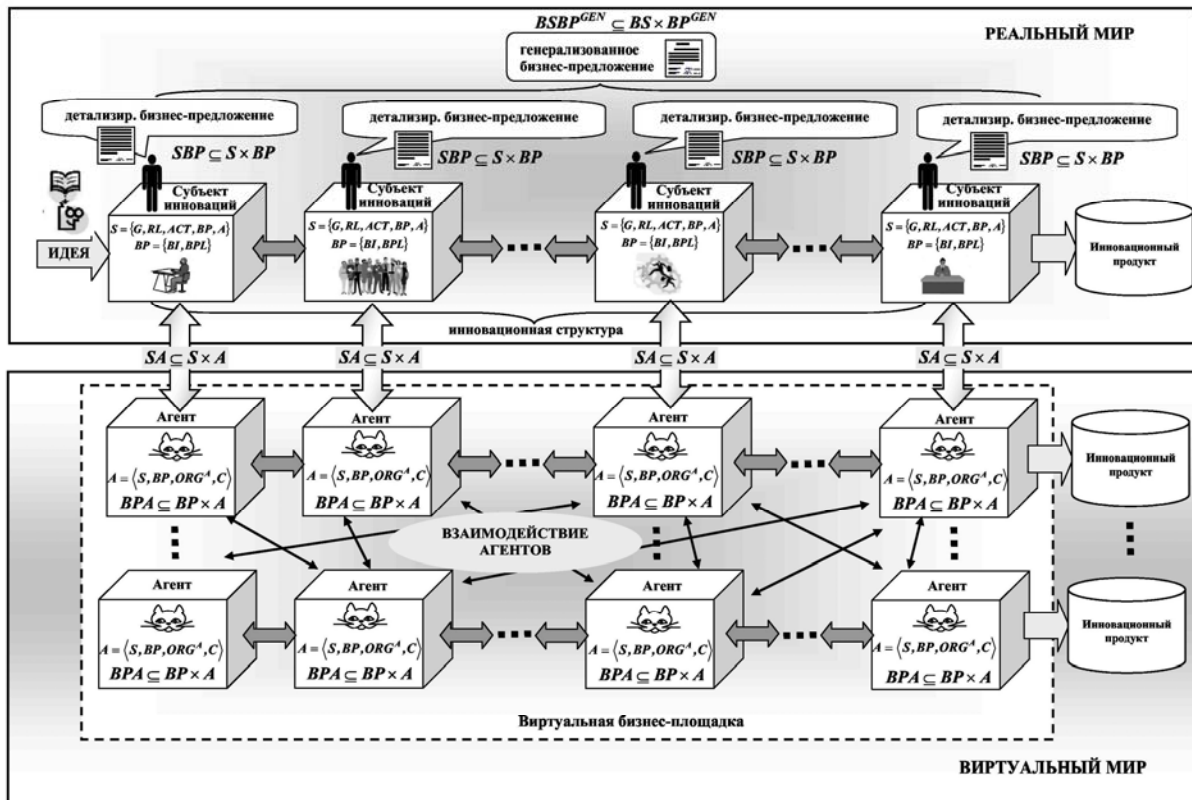 BSBP^GEN ⊆ BS × BP^GEN
РЕАЛЬНЫЙ МИР
генерализованное
бизнес-предложение
детализир. бизнес-предложение
детализир. бизнес-предложение
детализир. бизнес-предложение
детализир. бизнес-предложение
SBP ⊆ S × BP
SBP ⊆ S × BP
SBP ⊆ S × BP
SBP ⊆ S × BP
Субъект
инноваций
Субъект
инноваций
Субъект
инноваций
Субъект
инноваций
ИДЕЯ
S = {G, RL, ACT, BP, A}
BP = {BI, BPL}
S = {G, RL, ACT, BP, A}
BP = {BI, BPL}
S = {G, RL, ACT, BP, A}
BP = {BI, BPL}
S = {G, RL, ACT, BP, A}
BP = {BI, BPL}
Инновационный
продукт
инновационная структура
SA ⊆ S × A
SA ⊆ S × A
SA ⊆ S × A
SA ⊆ S × A
Агент
A = ⟨S, BP, ORG^A, C⟩
BPA ⊆ BP × A
Агент
A = ⟨S, BP, ORG^A, C⟩
BPA ⊆ BP × A
Агент
A = ⟨S, BP, ORG^A, C⟩
BPA ⊆ BP × A
Агент
A = ⟨S, BP, ORG^A, C⟩
BPA ⊆ BP × A
Инновационный
продукт
ВЗАИМОДЕЙСТВИЕ
АГЕНТОВ
Агент
A = ⟨S, BP, ORG^A, C⟩
BPA ⊆ BP × A
Агент
A = ⟨S, BP, ORG^A, C⟩
BPA ⊆ BP × A
Агент
A = ⟨S, BP, ORG^A, C⟩
BPA ⊆ BP × A
Агент
A = ⟨S, BP, ORG^A, C⟩
BPA ⊆ BP × A
Инновационный
продукт
Виртуальная бизнес-площадка
ВИРТУАЛЬНЫЙ МИР